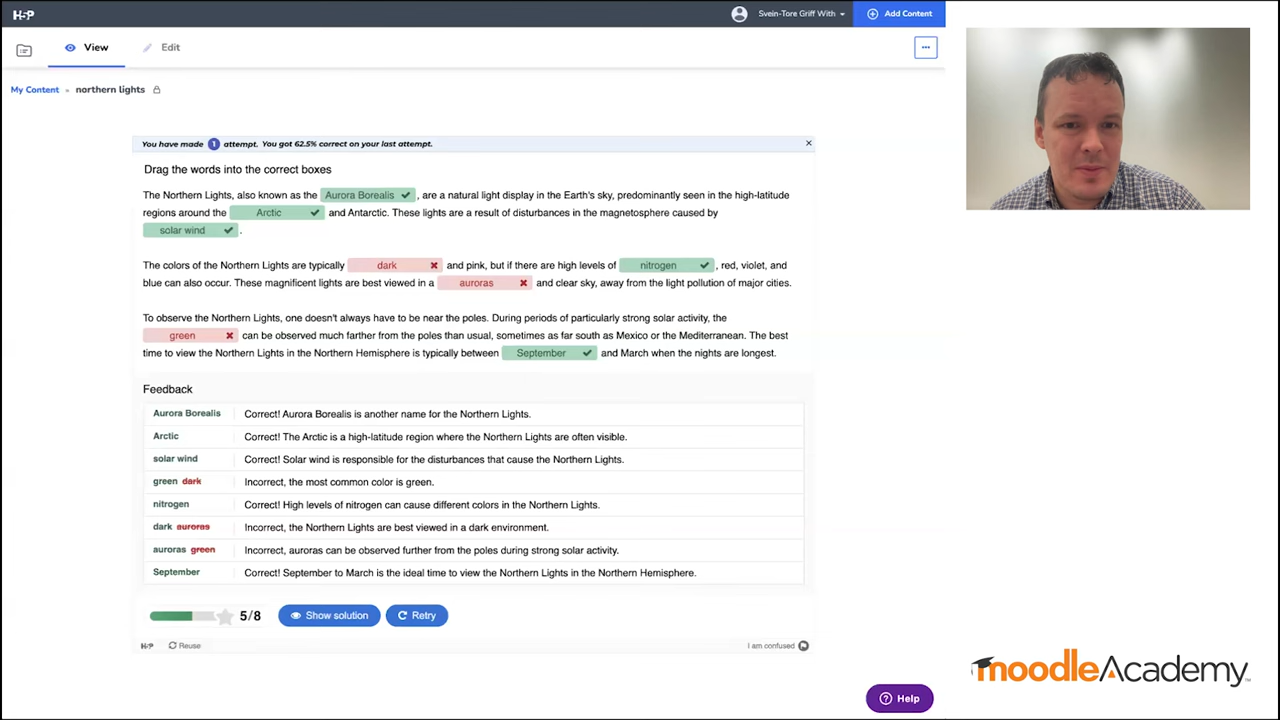 H5P
Svein-Tore Griff With
Add Content
View
Edit
My Content
northern lights
You have made 1 attempt. You got 62.5% correct on your last attempt.
Drag the words into the correct boxes
The Northern Lights, also known as the Aurora Borealis , are a natural light display in the Earth's sky, predominantly seen in the high-latitude
regions around the Arctic and Antarctic. These lights are a result of disturbances in the magnetosphere caused by
solar wind .
The colors of the Northern Lights are typically dark and pink, but if there are high levels of nitrogen , red, violet, and
blue can also occur. These magnificent lights are best viewed in a auroras and clear sky, away from the light pollution of major cities.
To observe the Northern Lights, one doesn't always have to be near the poles. During periods of particularly strong solar activity, the
green can be observed much farther from the poles than usual, sometimes as far south as Mexico or the Mediterranean. The best
time to view the Northern Lights in the Northern Hemisphere is typically between September and March when the nights are longest.
Feedback
Aurora Borealis Correct! Aurora Borealis is another name for the Northern Lights.
Arctic Correct! The Arctic is a high-latitude region where the Northern Lights are often visible.
solar wind Correct! Solar wind is responsible for the disturbances that cause the Northern Lights.
green dark Incorrect, the most common color is green.
nitrogen Correct! High levels of nitrogen can cause different colors in the Northern Lights.
dark auroras Incorrect, the Northern Lights are best viewed in a dark environment.
auroras green Incorrect, auroras can be observed further from the poles during strong solar activity.
September Correct! September to March is the ideal time to view the Northern Lights in the Northern Hemisphere.
5/8 Show solution Retry
H5P Reuse I am confused
moodleAcademy™
Help